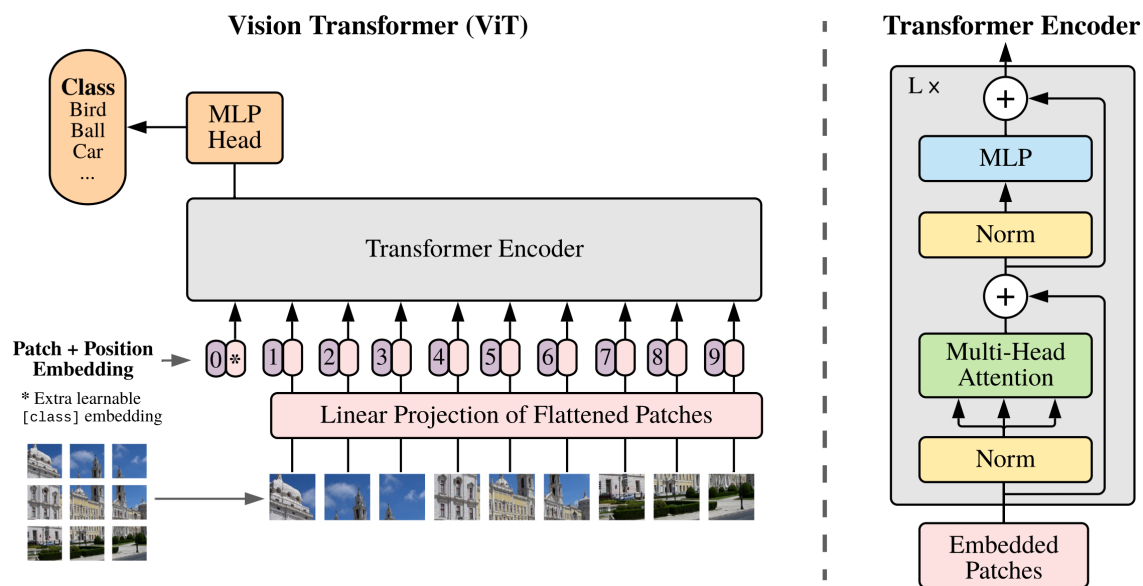 Vision Transformer (ViT)
Class
Bird
Ball
Car
...
MLP
Head
Transformer Encoder
Patch + Position
Embedding
0 * 1 2 3 4 5 6 7 8 9
* Extra learnable
[class] embedding
Linear Projection of Flattened Patches
Transformer Encoder
L ×
+
MLP
Norm
+
Multi-Head
Attention
Norm
Embedded
Patches